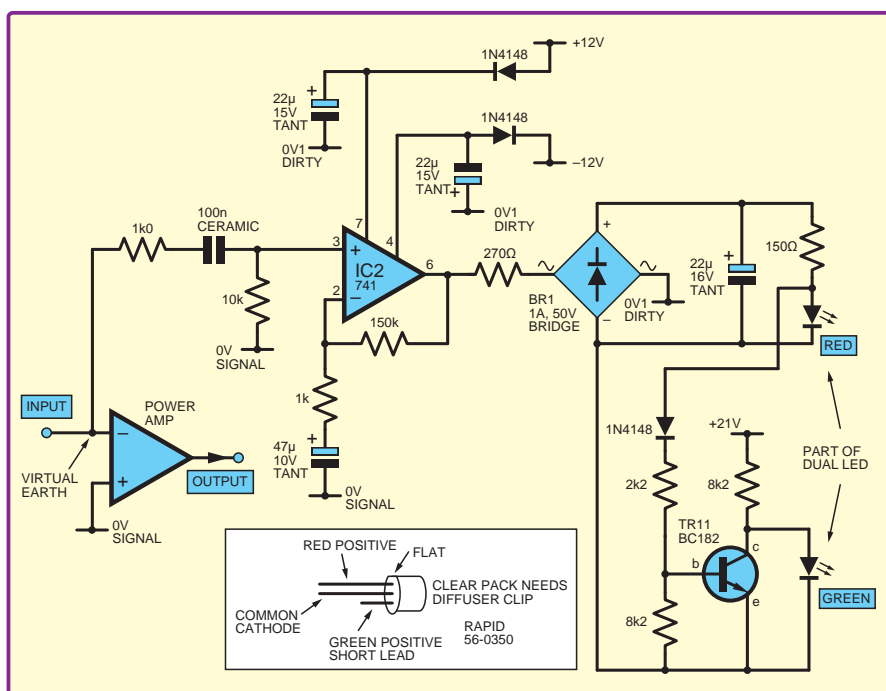 1N4148
+12V
+
22µ
15V
TANT
0V1
DIRTY
1N4148
–12V
22µ
15V
TANT
+
0V1
DIRTY
1k0
100n
CERAMIC
10k
0V
SIGNAL
7
4
3
+
IC2
741
6
2
–
150k
1k
47µ
10V
TANT
+
0V
SIGNAL
270Ω
+
BR1
1A, 50V
BRIDGE
–
0V1
DIRTY
22µ
16V
TANT
+
150Ω
RED
INPUT
VIRTUAL
EARTH
POWER
AMP
–
+
OUTPUT
0V
SIGNAL
1N4148
+21V
PART OF
DUAL LED
2k2
8k2
TR11
BC182
c
b
e
8k2
GREEN
RED POSITIVE
FLAT
COMMON
CATHODE
CLEAR PACK NEEDS
DIFFUSER CLIP
GREEN POSITIVE
SHORT LEAD
RAPID
56-0350